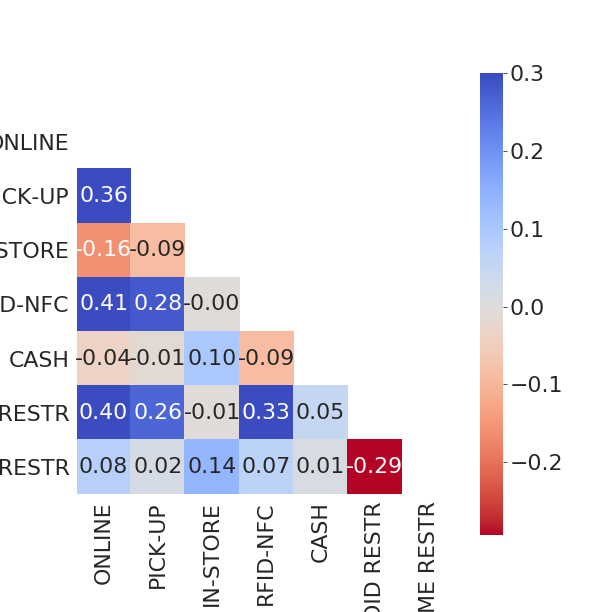 0.3
ONLINE
0.2
CK-UP 0.36
STORE -0.16 -0.09
0.1
D-NFC 0.41 0.28 -0.00
0.0
CASH -0.04 -0.01 0.10 -0.09
−0.1
RESTR 0.40 0.26 -0.01 0.33 0.05
RESTR 0.08 0.02 0.14 0.07 0.01 -0.29
−0.2
ONLINE
PICK-UP
IN-STORE
RFID-NFC
CASH
OID RESTR
ME RESTR